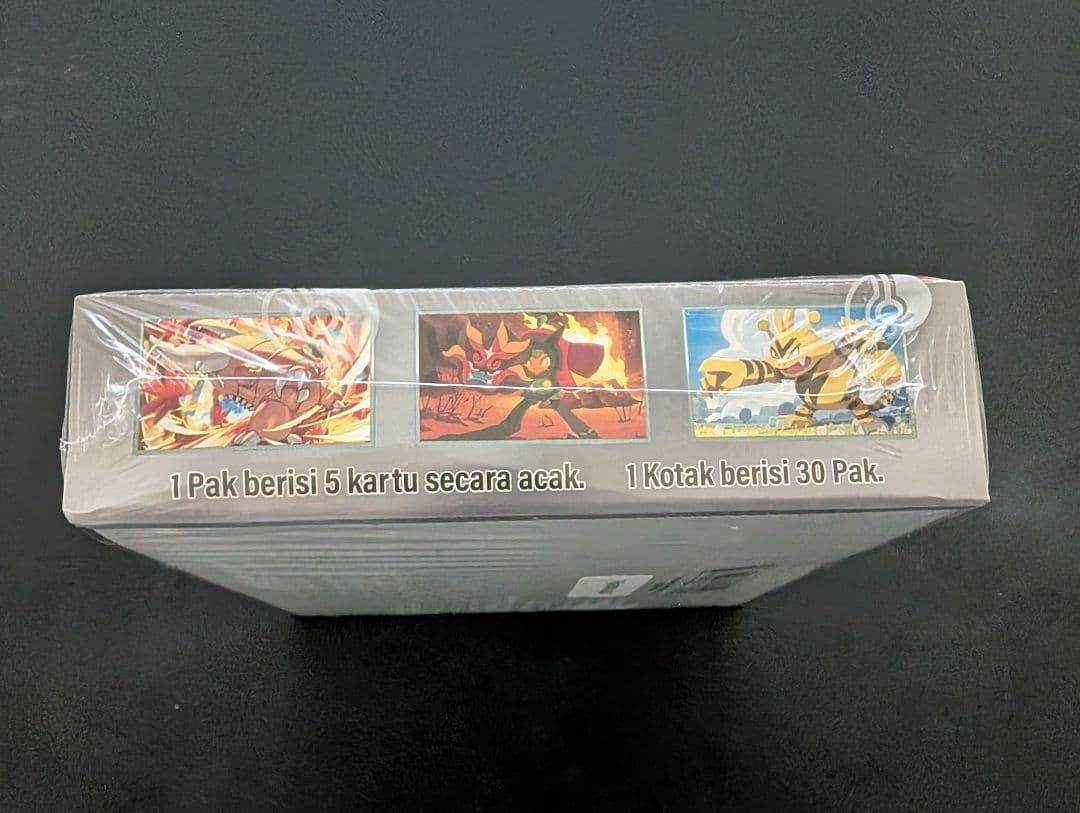 1 Pak berisi 5 kartu secara acak. 1 Kotak berisi 30 Pak.